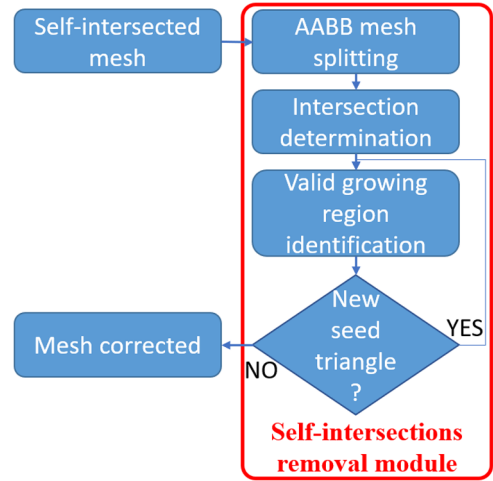 Self-intersected
mesh
AABB mesh
splitting
Intersection
determination
Valid growing
region
identification
New
seed
triangle
?
YES
NO
Mesh corrected
Self-intersections
removal module